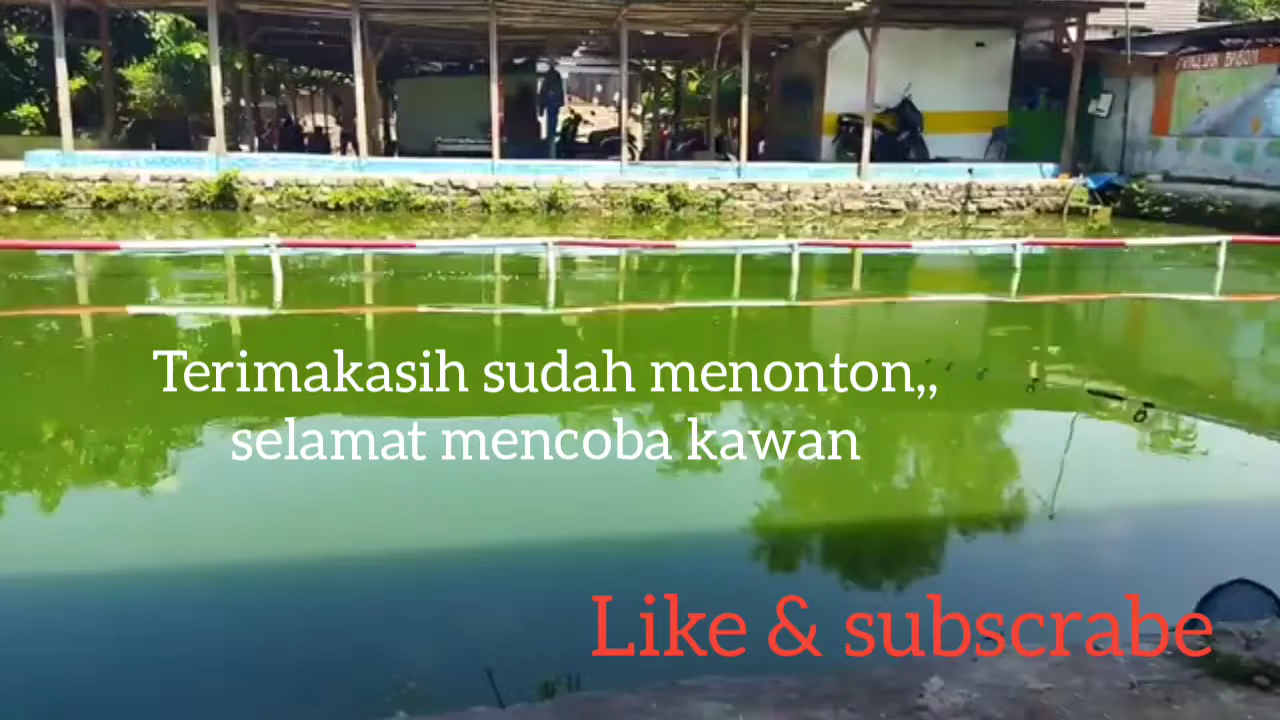 Terimakasih sudah menonton,,
selamat mencoba kawan
Like & subscrabe